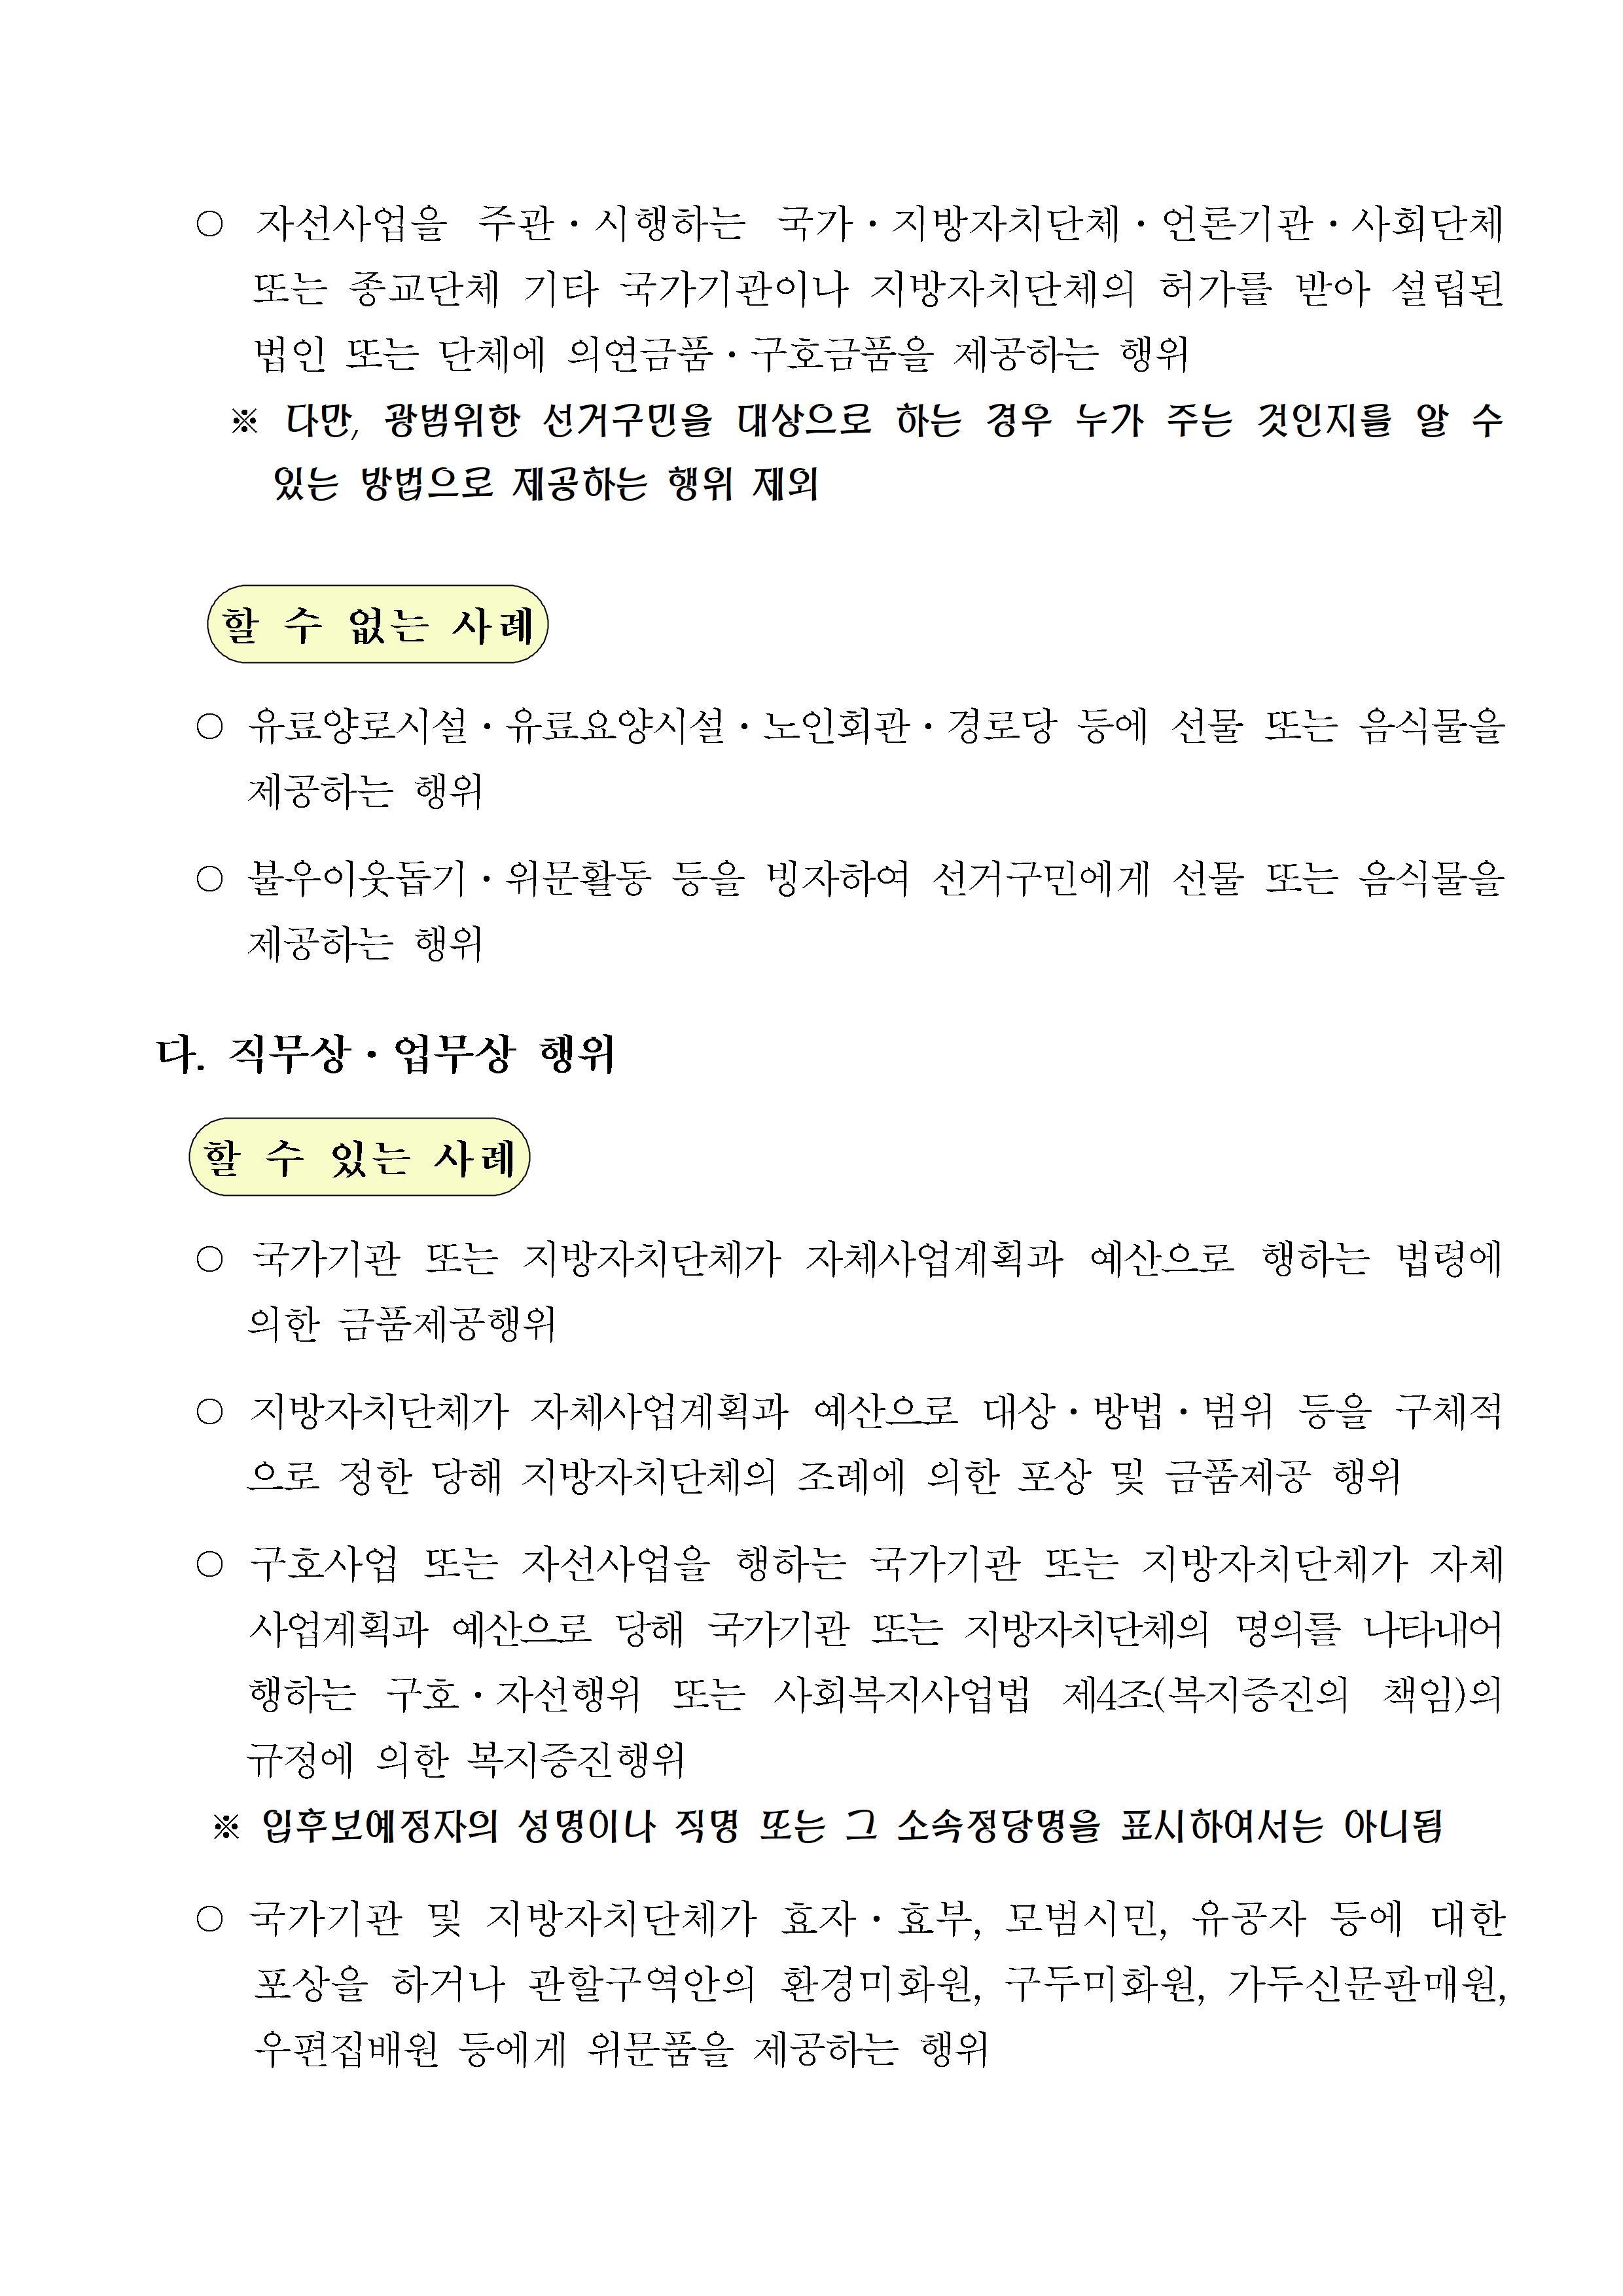 ○ 자선사업을 주관·시행하는 국가·지방자치단체·언론기관·사회단체
또는 종교단체 기타 국가기관이나 지방자치단체의 허가를 받아 설립된
법인 또는 단체에 의연금품·구호금품을 제공하는 행위
※ 다만, 광범위한 선거구민을 대상으로 하는 경우 누가 주는 것인지를 알 수
있는 방법으로 제공하는 행위 제외
할 수 없는 사례
○ 유료양로시설·유료요양시설·노인회관·경로당 등에 선물 또는 음식물을
제공하는 행위
○ 불우이웃돕기·위문활동 등을 빙자하여 선거구민에게 선물 또는 음식물을
제공하는 행위
다. 직무상·업무상 행위
할 수 있는 사례
○ 국가기관 또는 지방자치단체가 자체사업계획과 예산으로 행하는 법령에
의한 금품제공행위
○ 지방자치단체가 자체사업계획과 예산으로 대상·방법·범위 등을 구체적
으로 정한 당해 지방자치단체의 조례에 의한 포상 및 금품제공 행위
○ 구호사업 또는 자선사업을 행하는 국가기관 또는 지방자치단체가 자체
사업계획과 예산으로 당해 국가기관 또는 지방자치단체의 명의를 나타내어
행하는 구호·자선행위 또는 사회복지사업법 제4조(복지증진의 책임)의
규정에 의한 복지증진행위
※ 입후보예정자의 성명이나 직명 또는 그 소속정당명을 표시하여서는 아니됨
○ 국가기관 및 지방자치단체가 효자·효부, 모범시민, 유공자 등에 대한
포상을 하거나 관할구역안의 환경미화원, 구두미화원, 가두신문판매원,
우편집배원 등에게 위문품을 제공하는 행위